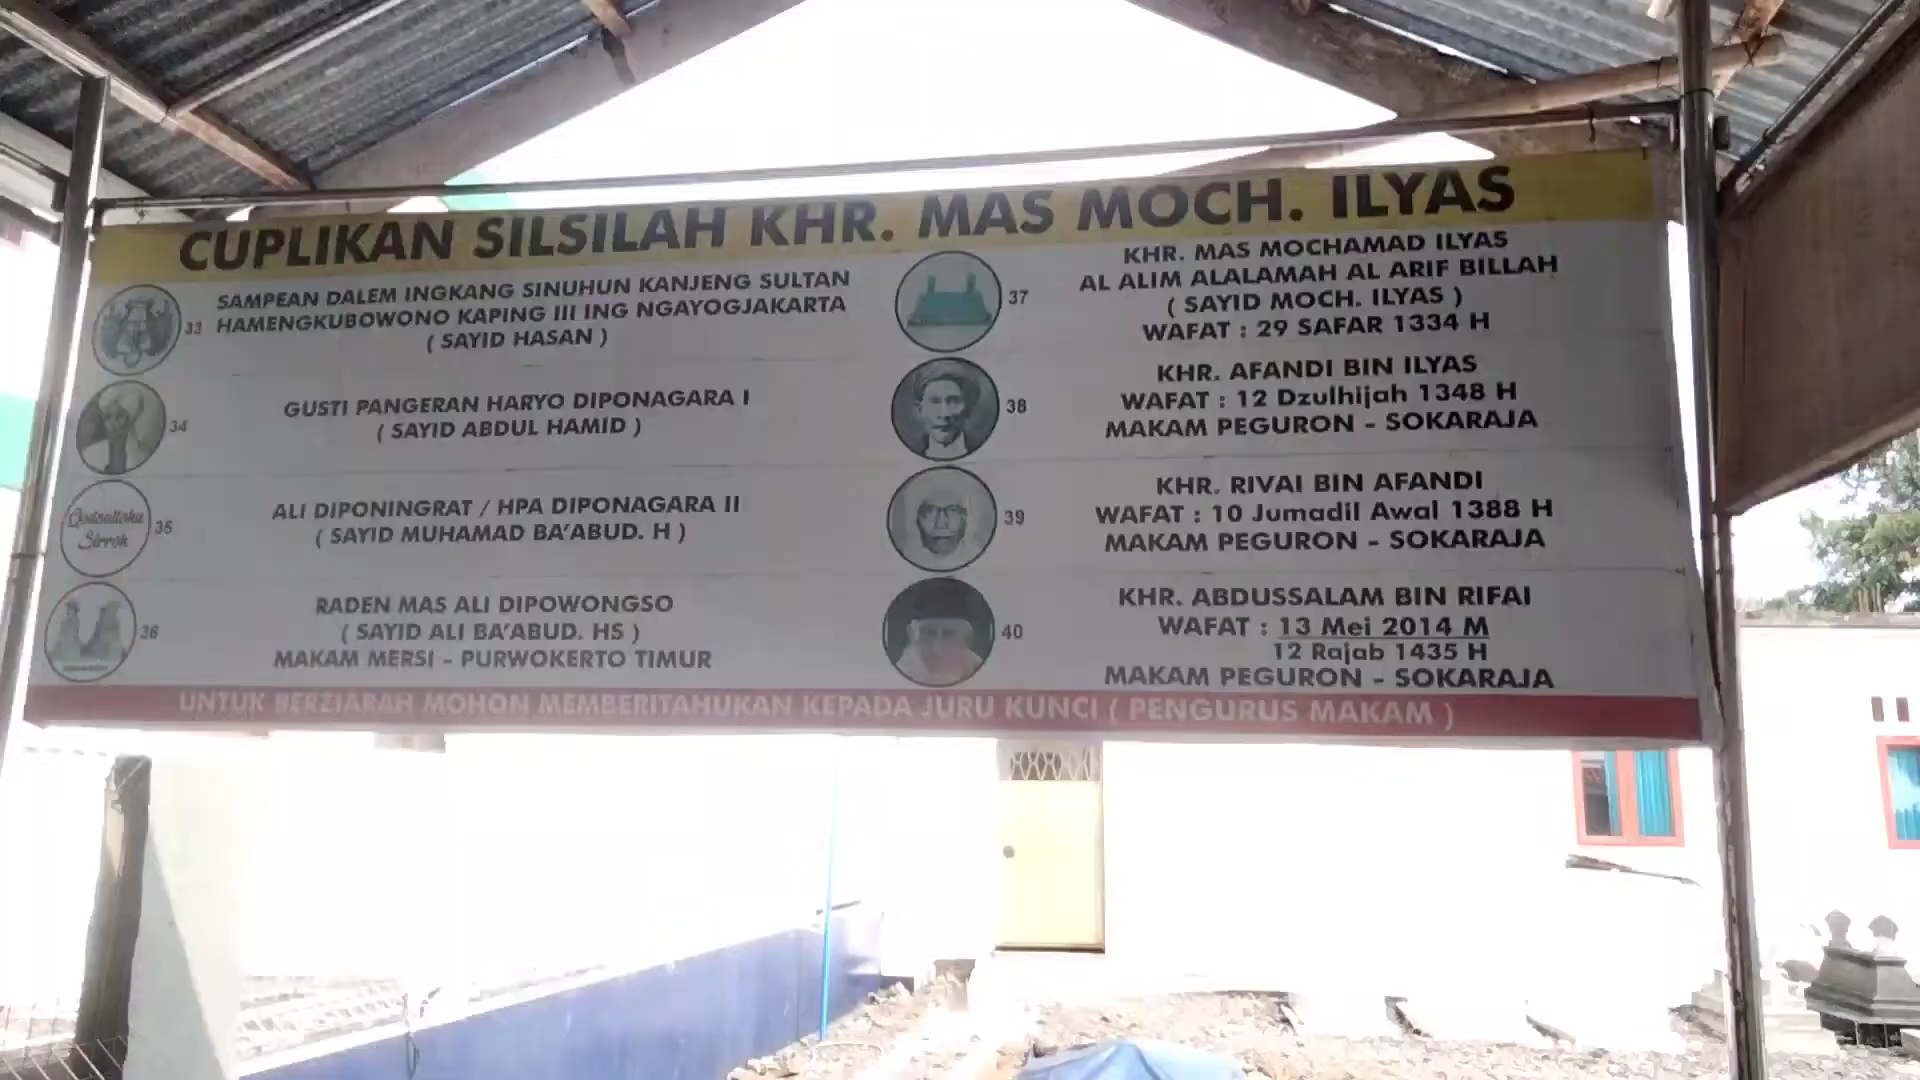 CUPLIKAN SILSILAH KHR. MAS MOCH. ILYAS
33
SAMPEAN DALEM INGKANG SINUHUN KANJENG SULTAN
HAMENGKUBOWONO KAPING III ING NGAYOGJAKARTA
( SAYID HASAN )
34
GUSTI PANGERAN HARYO DIPONAGARA I
( SAYID ABDUL HAMID )
Qodsallohu
Sirroh
35
ALI DIPONINGRAT / HPA DIPONAGARA II
( SAYID MUHAMAD BA'ABUD. H )
36
RADEN MAS ALI DIPOWONGSO
( SAYID ALI BA'ABUD. HS )
MAKAM MERSI - PURWOKERTO TIMUR
37
KHR. MAS MOCHAMAD ILYAS
AL ALIM ALALAMAH AL ARIF BILLAH
( SAYID MOCH. ILYAS )
WAFAT : 29 SAFAR 1334 H
38
KHR. AFANDI BIN ILYAS
WAFAT : 12 Dzulhijah 1348 H
MAKAM PEGURON - SOKARAJA
39
KHR. RIVAI BIN AFANDI
WAFAT : 10 Jumadil Awal 1388 H
MAKAM PEGURON - SOKARAJA
40
KHR. ABDUSSALAM BIN RIFAI
WAFAT : 13 Mei 2014 M
12 Rajab 1435 H
MAKAM PEGURON - SOKARAJA
UNTUK BERZIARAH MOHON MEMBERITAHUKAN KEPADA JURU KUNCI ( PENGURUS MAKAM )